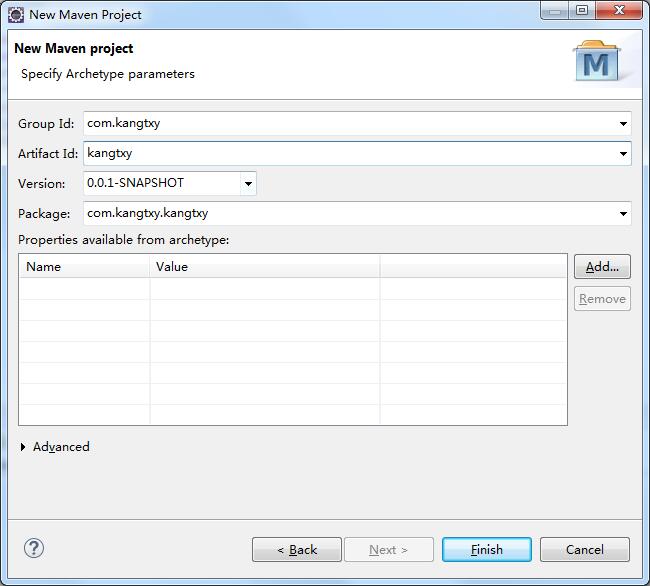 New Maven Project
New Maven project
Specify Archetype parameters
M
Group Id: com.kangtxy
Artifact Id: kangtxy
Version: 0.0.1-SNAPSHOT
Package: com.kangtxy.kangtxy
Properties available from archetype:
Name Value Add...
Remove
Advanced
? < Back Next > Finish Cancel